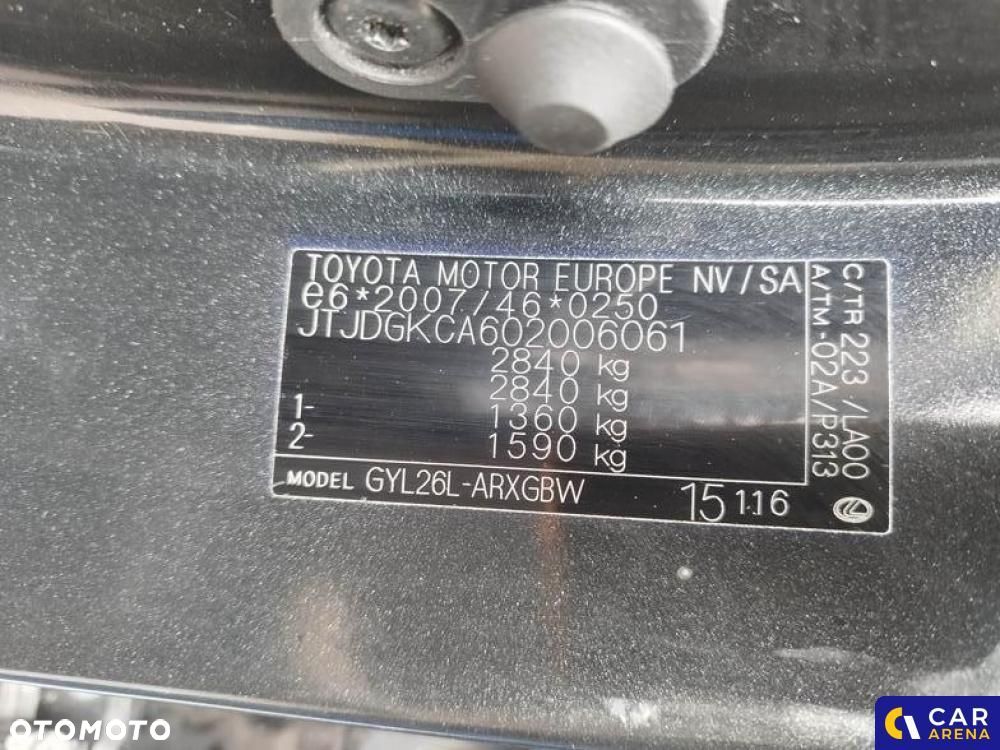 TOYOTA MOTOR EUROPE NV/SA
e6*2007/46*0250
JTJDGKCA602006061
2840 kg
2840 kg
1- 1360 kg
2- 1590 kg
MODEL GYL26L-ARXGBW
15 1.16
C/TR 223 /LA00
A/TM-02A/P313
OTOMOTO
CAR
ARENA